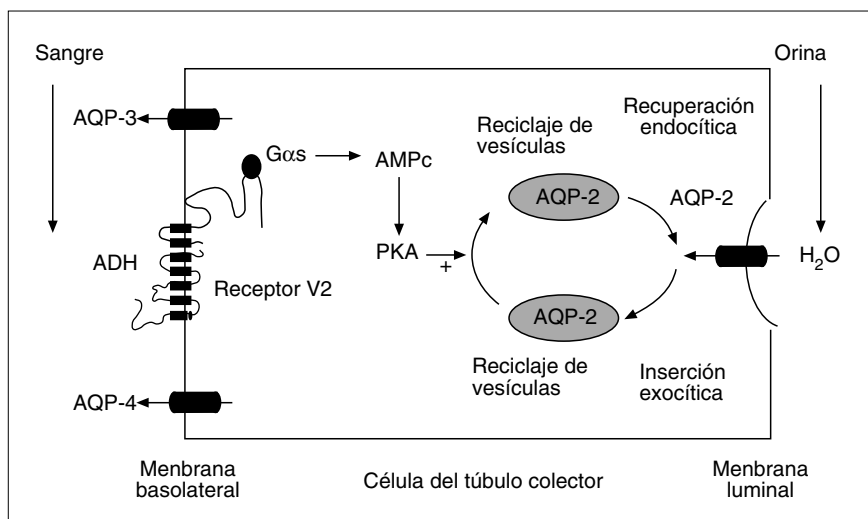 Sangre
Orina
AQP-3
Gαs
AMPc
Reciclaje de
vesículas
Recuperación
endocítica
AQP-2
AQP-2
ADH
Receptor V2
PKA
+
H2O
AQP-2
Reciclaje de
vesículas
Inserción
exocítica
AQP-4
Menbrana
basolateral
Célula del túbulo colector
Menbrana
luminal